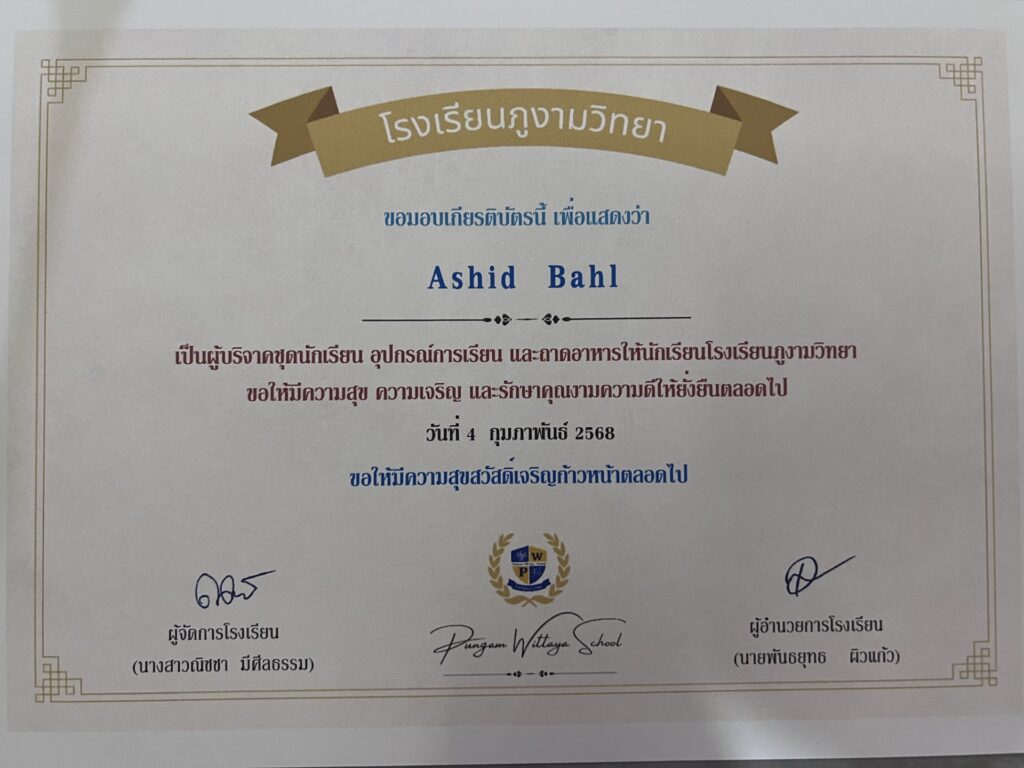 โรงเรียนภูงามวิทยา
ขอมอบเกียรติบัตรนี้ เพื่อแสดงว่า
Ashid Bahl
เป็นผู้บริจาคชุดนักเรียน อุปกรณ์การเรียน และถาดอาหารให้นักเรียนโรงเรียนภูงามวิทยา
ขอให้มีความสุข ความเจริญ และรักษาคุณงามความดีให้ยั่งยืนตลอดไป
วันที่ 4 กุมภาพันธ์ 2568
ขอให้มีความสุขสวัสดิ์เจริญก้าวหน้าตลอดไป
W
P
Pungam Wittaya School
ผู้จัดการโรงเรียน
(นางสาวณิชชา มีศีลธรรม)
ผู้อำนวยการโรงเรียน
(นายพันธยุทธ ผิวแก้ว)